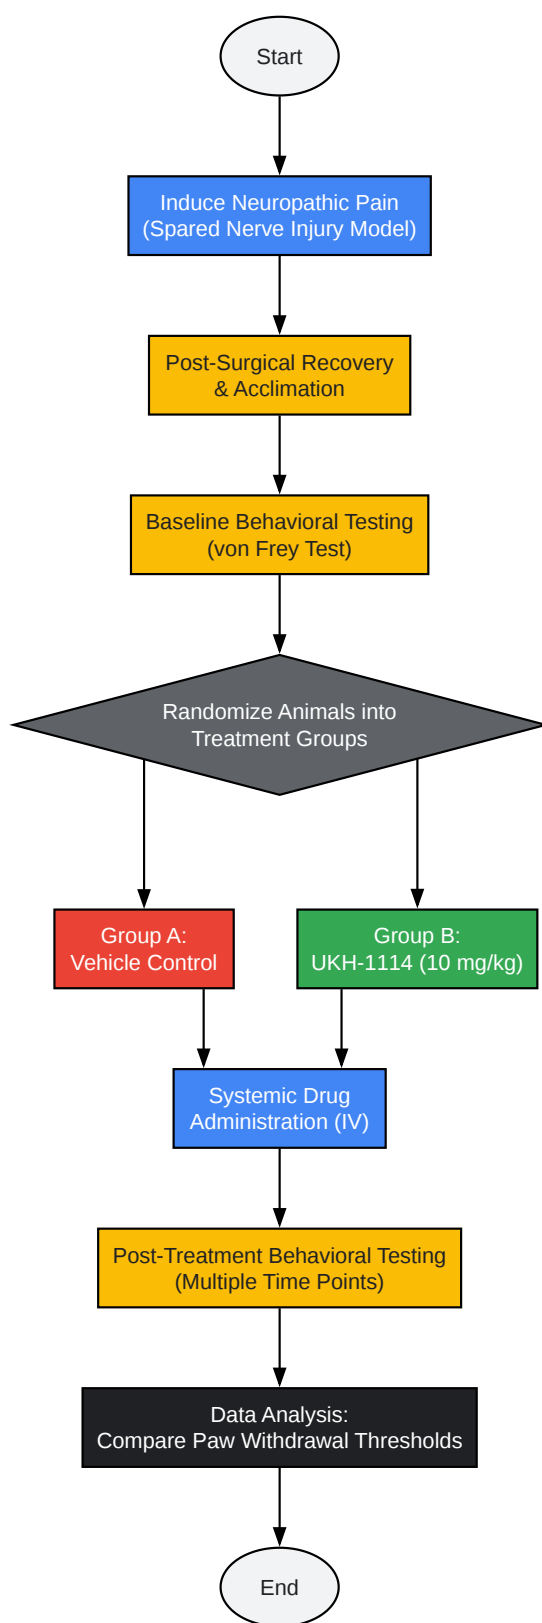 Start
Induce Neuropathic Pain
(Spared Nerve Injury Model)
Post-Surgical Recovery
& Acclimation
Baseline Behavioral Testing
(von Frey Test)
Randomize Animals into
Treatment Groups
Group A:
Vehicle Control
Group B:
UKH-1114 (10 mg/kg)
Systemic Drug
Administration (IV)
Post-Treatment Behavioral Testing
(Multiple Time Points)
Data Analysis:
Compare Paw Withdrawal Thresholds
End